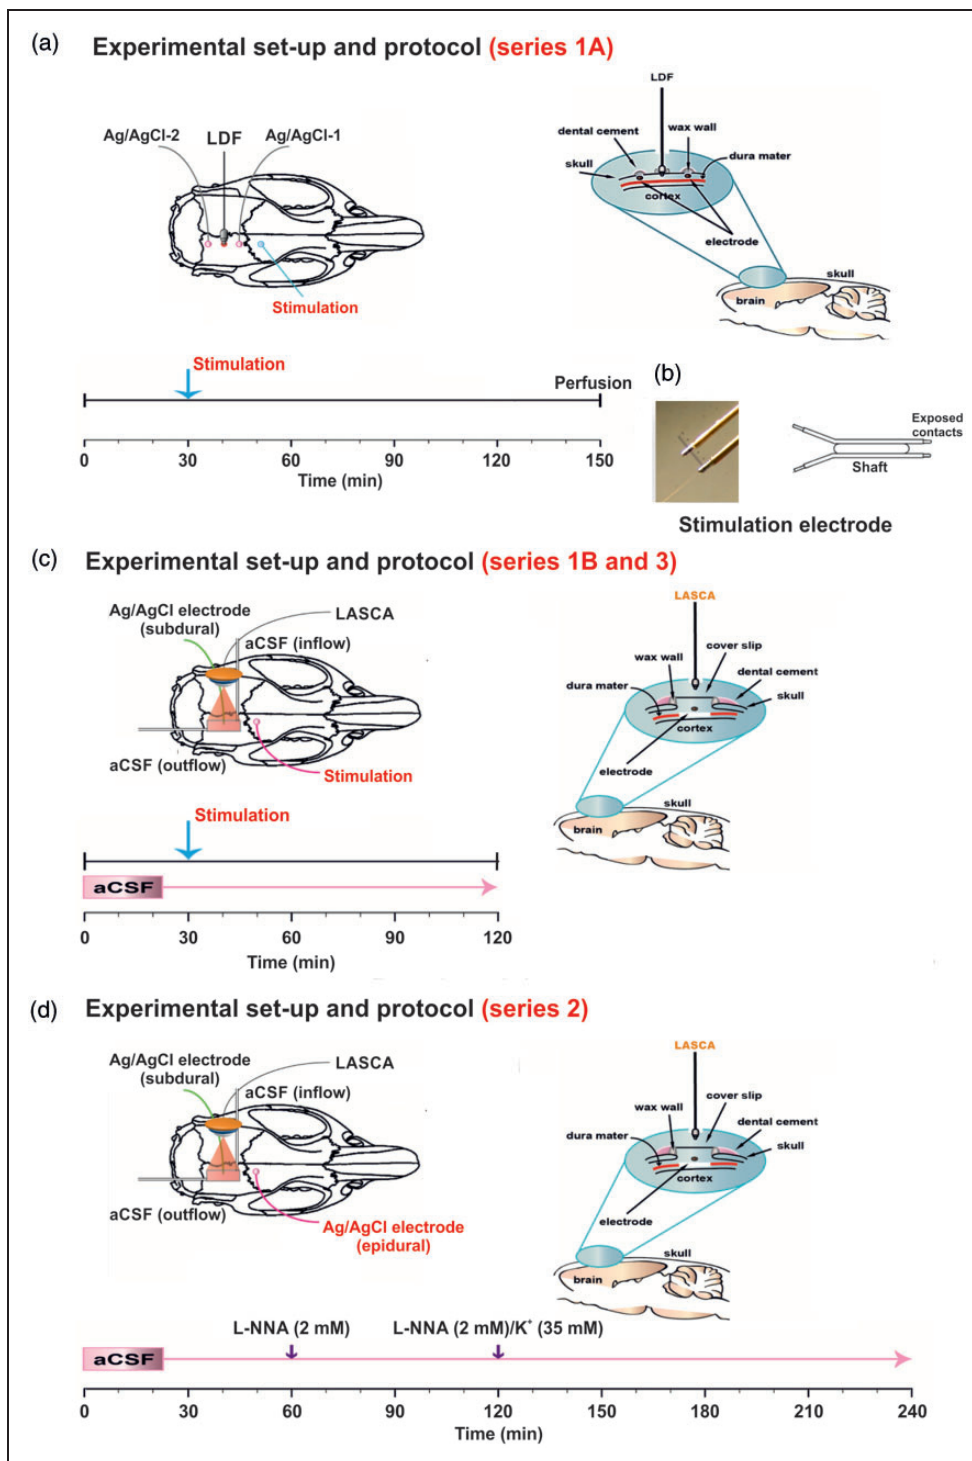 (a) Experimental set-up and protocol (series 1A)
Ag/AgCl-2 LDF Ag/AgCl-1
Stimulation
LDF
dental cement wax wall
skull dura mater
cortex
electrode
skull
brain
Stimulation
Perfusion
0 30 60 90 120 150
Time (min)
(b)
Exposed
contacts
Shaft
Stimulation electrode
(c) Experimental set-up and protocol (series 1B and 3)
Ag/AgCl electrode
(subdural)
LASCA
aCSF (inflow)
aCSF (outflow)
Stimulation
LASCA
cover slip
wax wall
dental cement
dura mater
skull
cortex
electrode
skull
brain
Stimulation
aCSF
0 30 60 90 120
Time (min)
(d) Experimental set-up and protocol (series 2)
Ag/AgCl electrode
(subdural)
LASCA
aCSF (inflow)
aCSF (outflow)
Ag/AgCl electrode
(epidural)
LASCA
cover slip
wax wall
dental cement
dura mater
skull
cortex
electrode
skull
brain
L-NNA (2 mM) L-NNA (2 mM)/K⁺ (35 mM)
aCSF
0 30 60 90 120 150 180 210 240
Time (min)